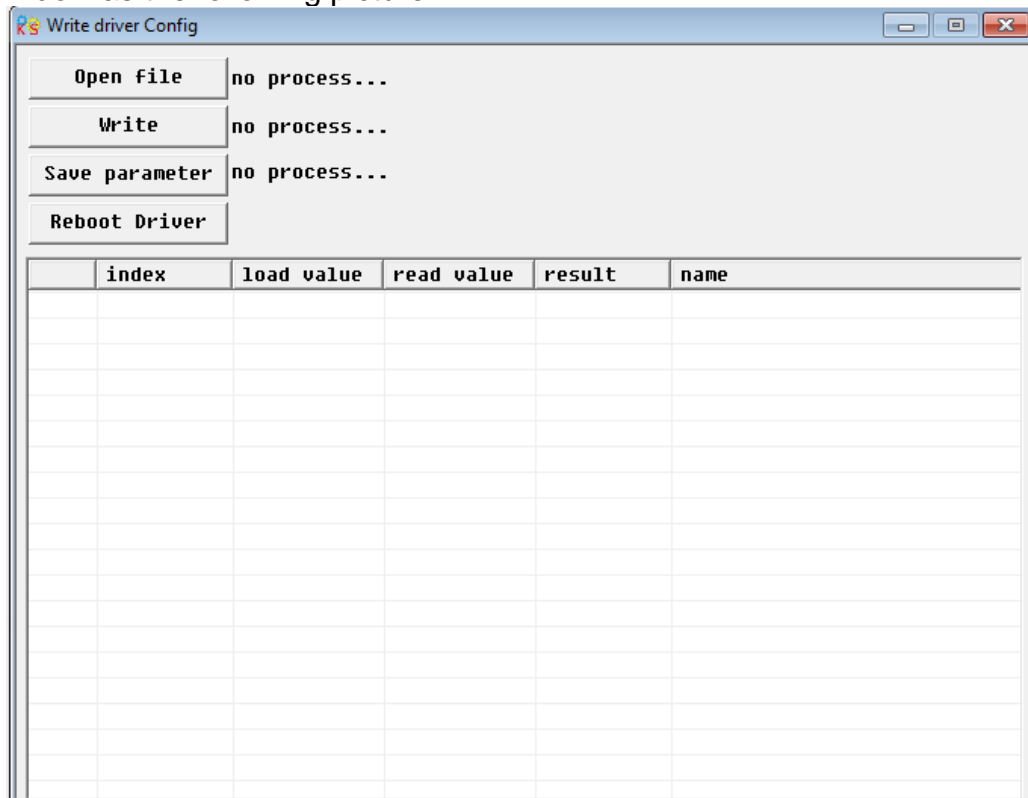 Write driver Config
Open file no process...
Write no process...
Save parameter no process...
Reboot Driver
index load value read value result name